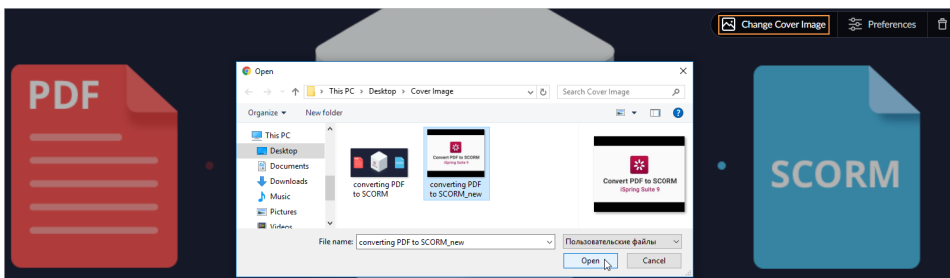 Change Cover Image
Preferences
PDF
Open
This PC > Desktop > Cover Image
Search Cover Image
Organize
New folder
This PC
Desktop
Documents
Downloads
Music
Pictures
Videos
converting PDF
to SCORM
Convert PDF to SCORM
iSpring Suite 9
converting PDF
to SCORM_new
Convert PDF to SCORM
iSpring Suite 9
SCORM
File name: converting PDF to SCORM_new
Пользовательские файлы
Open
Cancel